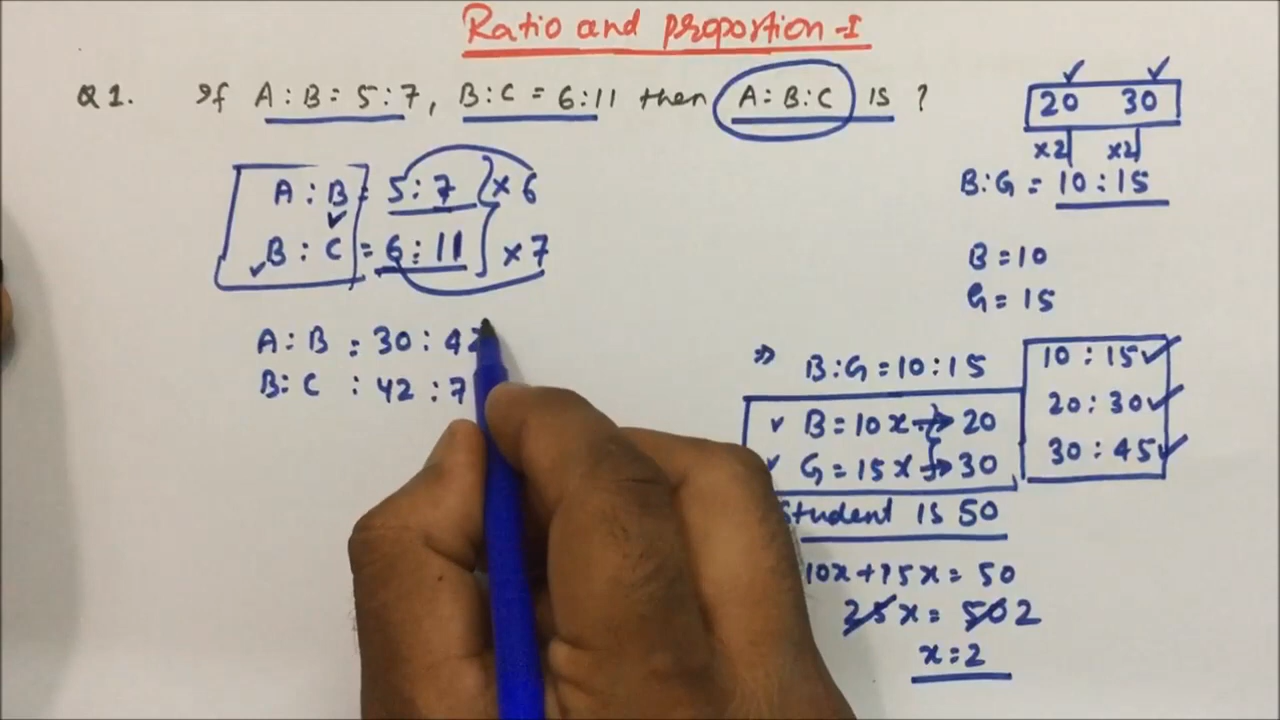 Ratio and proportion-I
Q1. If A:B=5:7, B:C=6:11 then A:B:C is ?
A:B = 5:7 ×6
B:C = 6:11 ×7
A:B = 30:42
B:C : 42:7
20 30
×2 ×2
B:G = 10:15
B=10
G=15
⇒ B:G=10:15
✓ B=10x → 20
✓ G=15x → 30
10:15 ✓
20:30 ✓
30:45 ✓
Student is 50
10x+15x=50
25x=50 2
x=2